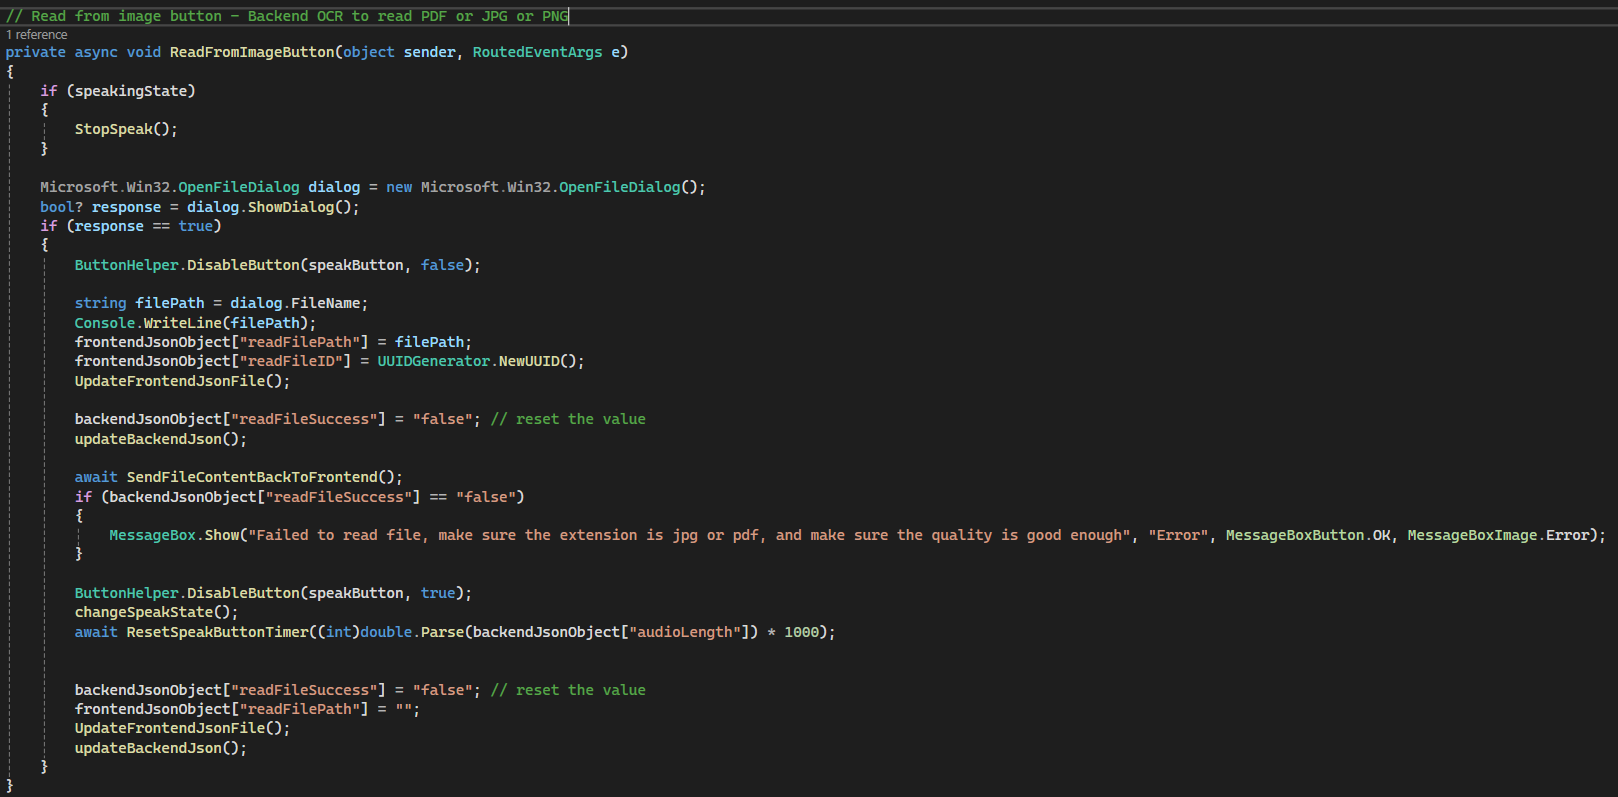 // Read from image button - Backend OCR to read PDF or JPG or PNG
1 reference
private async void ReadFromImageButton(object sender, RoutedEventArgs e)
{
if (speakingState)
{
StopSpeak();
}
Microsoft.Win32.OpenFileDialog dialog = new Microsoft.Win32.OpenFileDialog();
bool? response = dialog.ShowDialog();
if (response == true)
{
ButtonHelper.DisableButton(speakButton, false);
string filePath = dialog.FileName;
Console.WriteLine(filePath);
frontendJsonObject["readFilePath"] = filePath;
frontendJsonObject["readFileID"] = UUIDGenerator.NewUUID();
UpdateFrontendJsonFile();
backendJsonObject["readFileSuccess"] = "false"; // reset the value
updateBackendJson();
await SendFileContentBackToFrontend();
if (backendJsonObject["readFileSuccess"] == "false")
{
MessageBox.Show("Failed to read file, make sure the extension is jpg or pdf, and make sure the quality is good enough", "Error", MessageBoxButton.OK, MessageBoxImage.Error);
}
ButtonHelper.DisableButton(speakButton, true);
changeSpeakState();
await ResetSpeakButtonTimer((int)double.Parse(backendJsonObject["audioLength"]) * 1000);
backendJsonObject["readFileSuccess"] = "false"; // reset the value
frontendJsonObject["readFilePath"] = "";
UpdateFrontendJsonFile();
updateBackendJson();
}
}